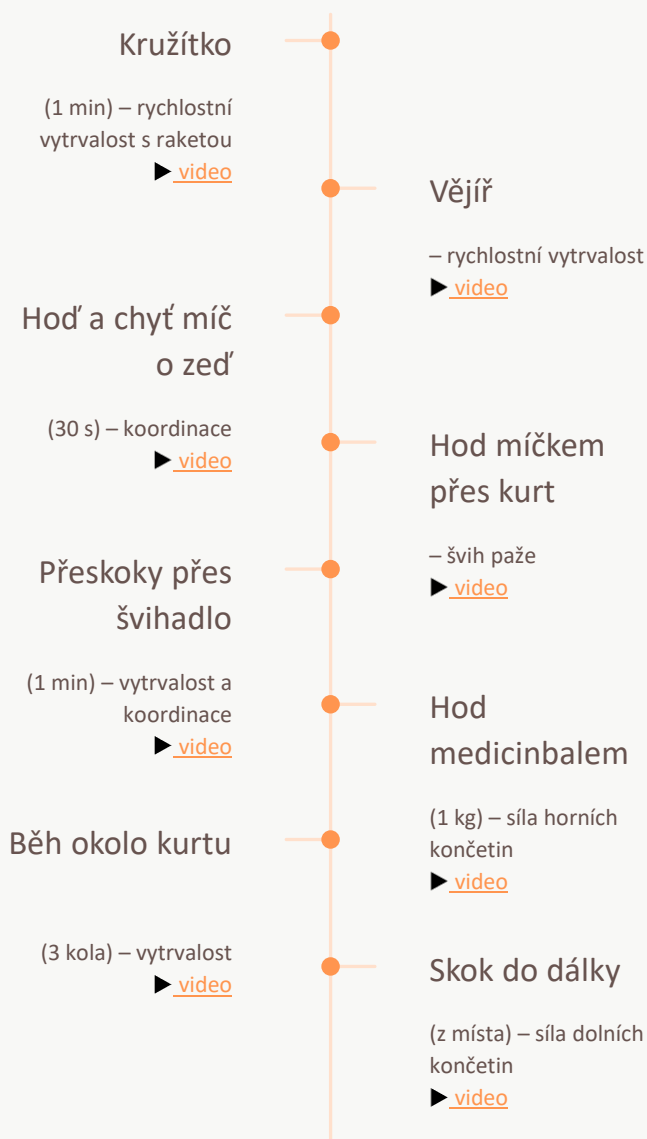 Kružítko
(1 min) – rychlostní
vytrvalost s raketou
▶ video
Vějíř
– rychlostní vytrvalost
▶ video
Hoď a chyť míč
o zeď
(30 s) – koordinace
▶ video
Hod míčkem
přes kurt
– švih paže
▶ video
Přeskoky přes
švihadlo
(1 min) – vytrvalost a
koordinace
▶ video
Hod
medicinbalem
(1 kg) – síla horních
končetin
▶ video
Běh okolo kurtu
(3 kola) – vytrvalost
▶ video
Skok do dálky
(z místa) – síla dolních
končetin
▶ video